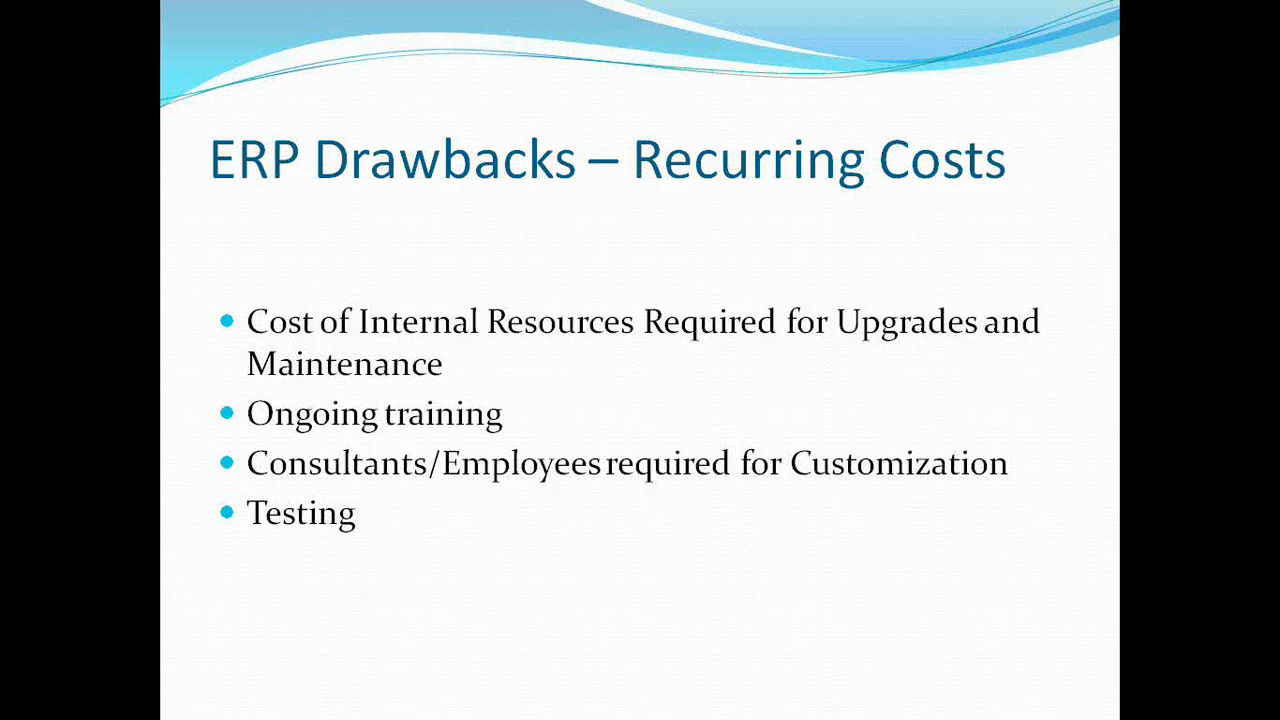 ERP Drawbacks – Recurring Costs
• Cost of Internal Resources Required for Upgrades and
Maintenance
• Ongoing training
• Consultants/Employees required for Customization
• Testing